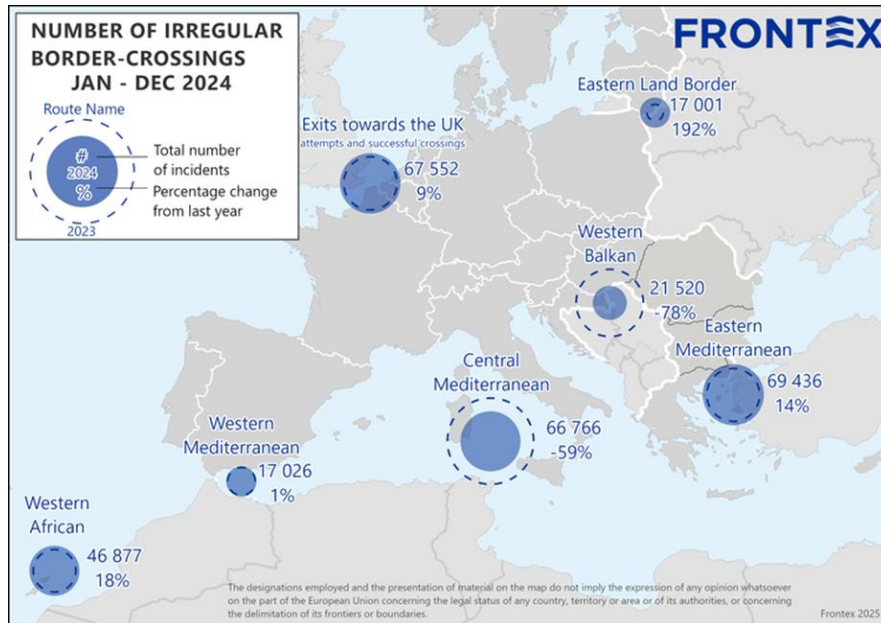 NUMBER OF IRREGULAR
BORDER-CROSSINGS
JAN - DEC 2024
Route Name
#
2024
%
2023
Total number
of incidents
Percentage change
from last year
FRONTEX
Eastern Land Border
17 001
192%
Exits towards the UK
attempts and successful crossings
67 552
9%
Western
Balkan
21 520
-78%
Eastern
Mediterranean
69 436
14%
Central
Mediterranean
66 766
-59%
Western
Mediterranean
17 026
1%
Western
African
46 877
18%
The designations employed and the presentation of material on the map do not imply the expression of any opinion whatsoever
on the part of the European Union concerning the legal status of any country, territory or area or of its authorities, or concerning
the delimitation of its frontiers or boundaries.
Frontex 2025